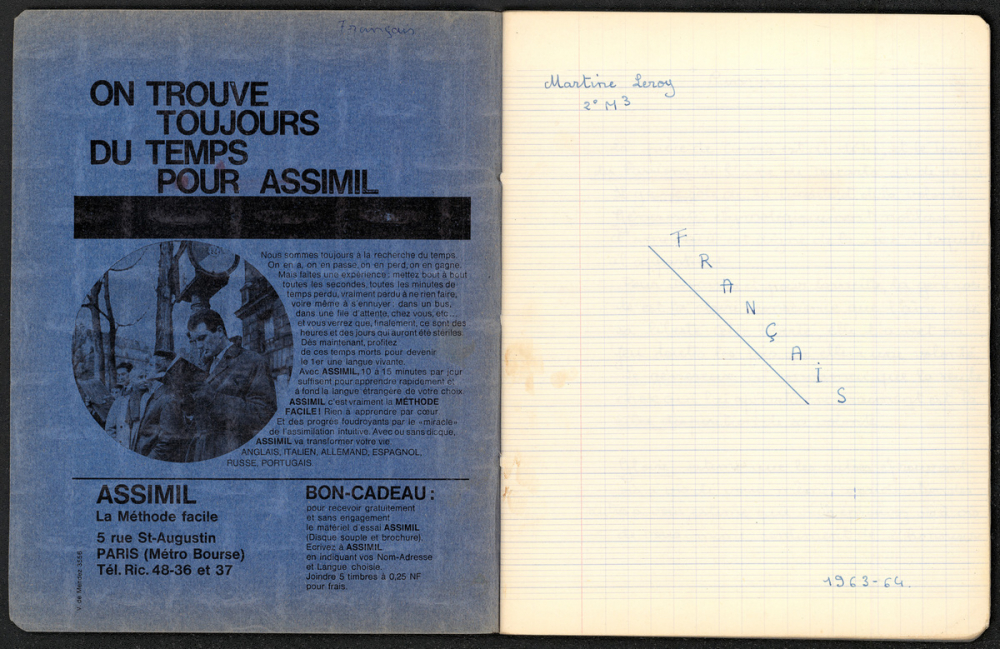 Français
ON TROUVE
TOUJOURS
DU TEMPS
POUR ASSIMIL
Nous sommes toujours à la recherche du temps.
On en a, on en passe, on en perd, on en gagne.
Mais faites une expérience : mettez bout à bout
toutes les secondes, toutes les minutes de
temps perdu, vraiment perdu à ne rien faire,
voire même à s'ennuyer, dans un bus,
dans une file d'attente, chez vous, etc...
et vous verrez que, finalement, ce sont des
heures et des jours qui auront été stériles.
Dès maintenant, profitez
de ces temps morts pour devenir
le 1er une langue vivante.
Avec ASSIMIL, 10 à 15 minutes par jour
suffisent pour apprendre rapidement et
à fond la langue étrangère de votre choix.
ASSIMIL c'est vraiment la MÉTHODE
FACILE ! Rien à apprendre par cœur.
Et des progrès foudroyants par le «miracle»
de l'assimilation intuitive. Avec ou sans disque,
ASSIMIL va transformer votre vie
ANGLAIS, ITALIEN, ALLEMAND, ESPAGNOL,
RUSSE, PORTUGAIS
ASSIMIL
La Méthode facile
5 rue St-Augustin
PARIS (Métro Bourse)
Tél. Ric. 48-36 et 37
BON-CADEAU :
pour recevoir gratuitement
et sans engagement
le matériel d'essai ASSIMIL
(Disque souple et brochure).
Ecrivez à ASSIMIL
en indiquant vos Nom-Adresse
et Langue choisie.
Joindre 5 timbres à 0,25 NF
pour frais.
Martine Leroy
2° M3
FRANÇAIS
1963-64.